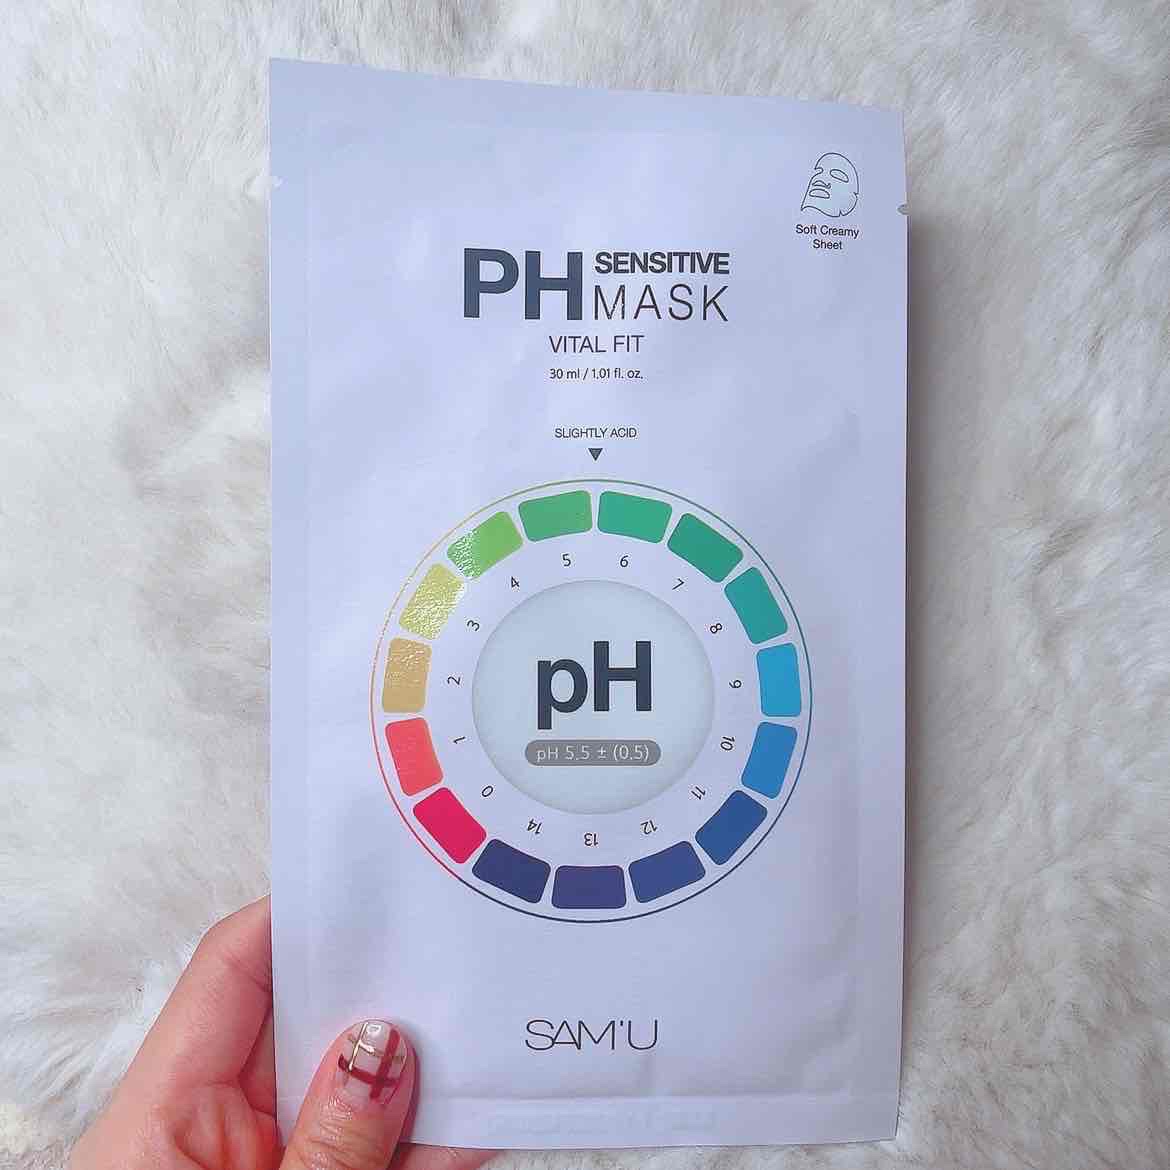 Soft Creamy
Sheet
PH SENSITIVE
MASK
VITAL FIT
30 ml / 1.01 fl. oz.
SLIGHTLY ACID
0
1
2
3
4
5
6
7
8
9
10
11
12
13
14
pH
pH 5.5 ± (0.5)
SAM'U